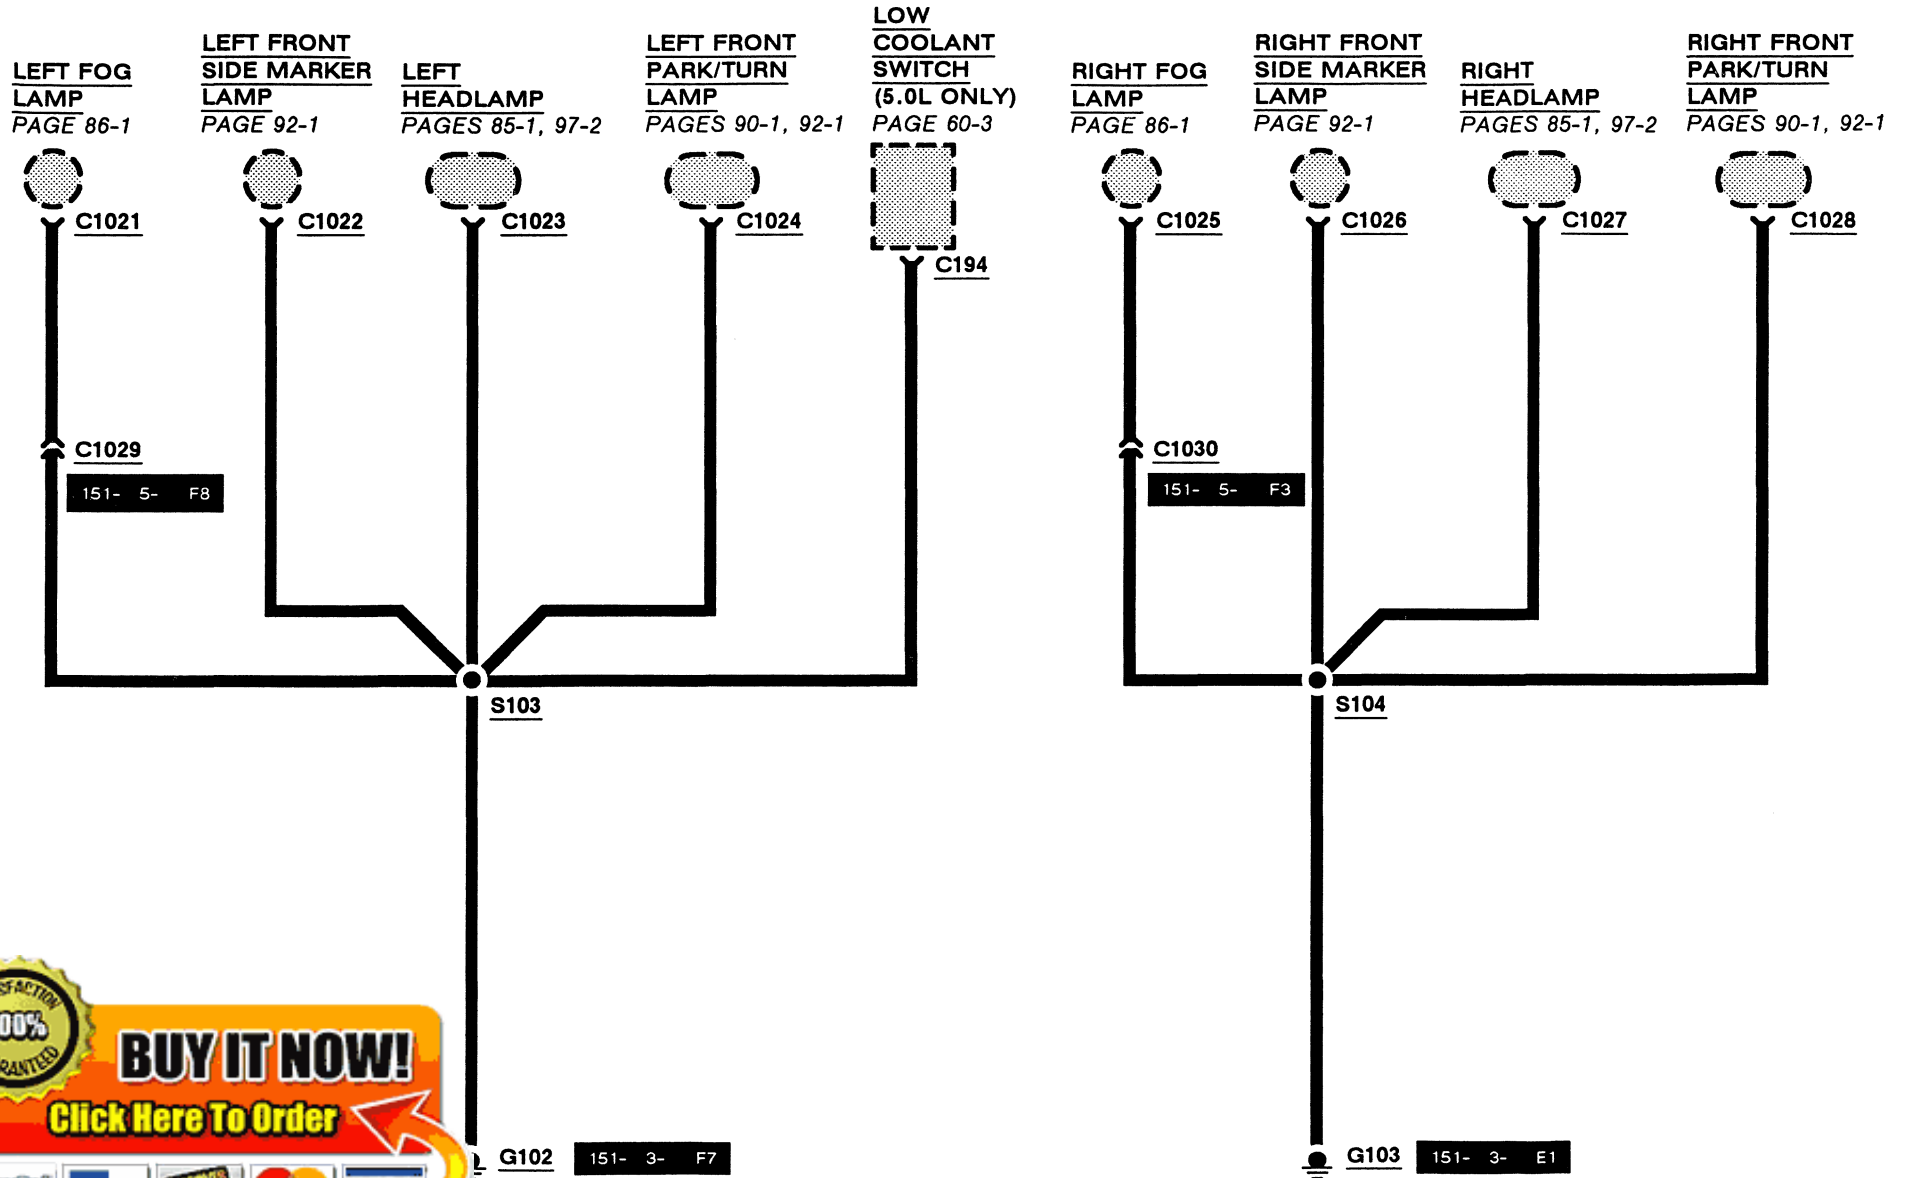 LEFT FOG
LAMP
PAGE 86-1
LEFT FRONT
SIDE MARKER
LAMP
PAGE 92-1
LEFT
HEADLAMP
PAGES 85-1, 97-2
LEFT FRONT
PARK/TURN
LAMP
PAGES 90-1, 92-1
LOW
COOLANT
SWITCH
(5.0L ONLY)
PAGE 60-3
RIGHT FOG
LAMP
PAGE 86-1
RIGHT FRONT
SIDE MARKER
LAMP
PAGE 92-1
RIGHT
HEADLAMP
PAGES 85-1, 97-2
RIGHT FRONT
PARK/TURN
LAMP
PAGES 90-1, 92-1
C1021
C1022
C1023
C1024
C194
C1025
C1026
C1027
C1028
C1029
151- 5- F8
C1030
151- 5- F3
S103
S104
SFACTION
00%
RANTEED
BUY IT NOW!
Click Here To Order
G102
151- 3- F7
G103
151- 3- E1